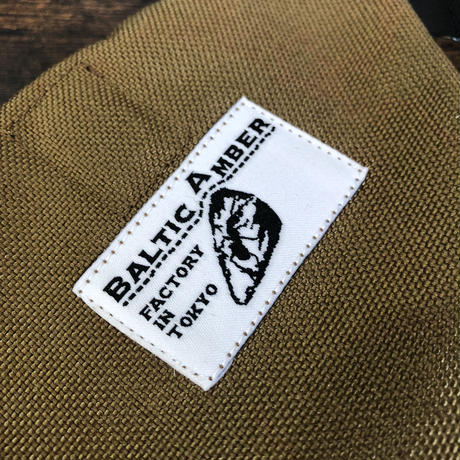 BALTIC AMBER
FACTORY
IN
TOKYO